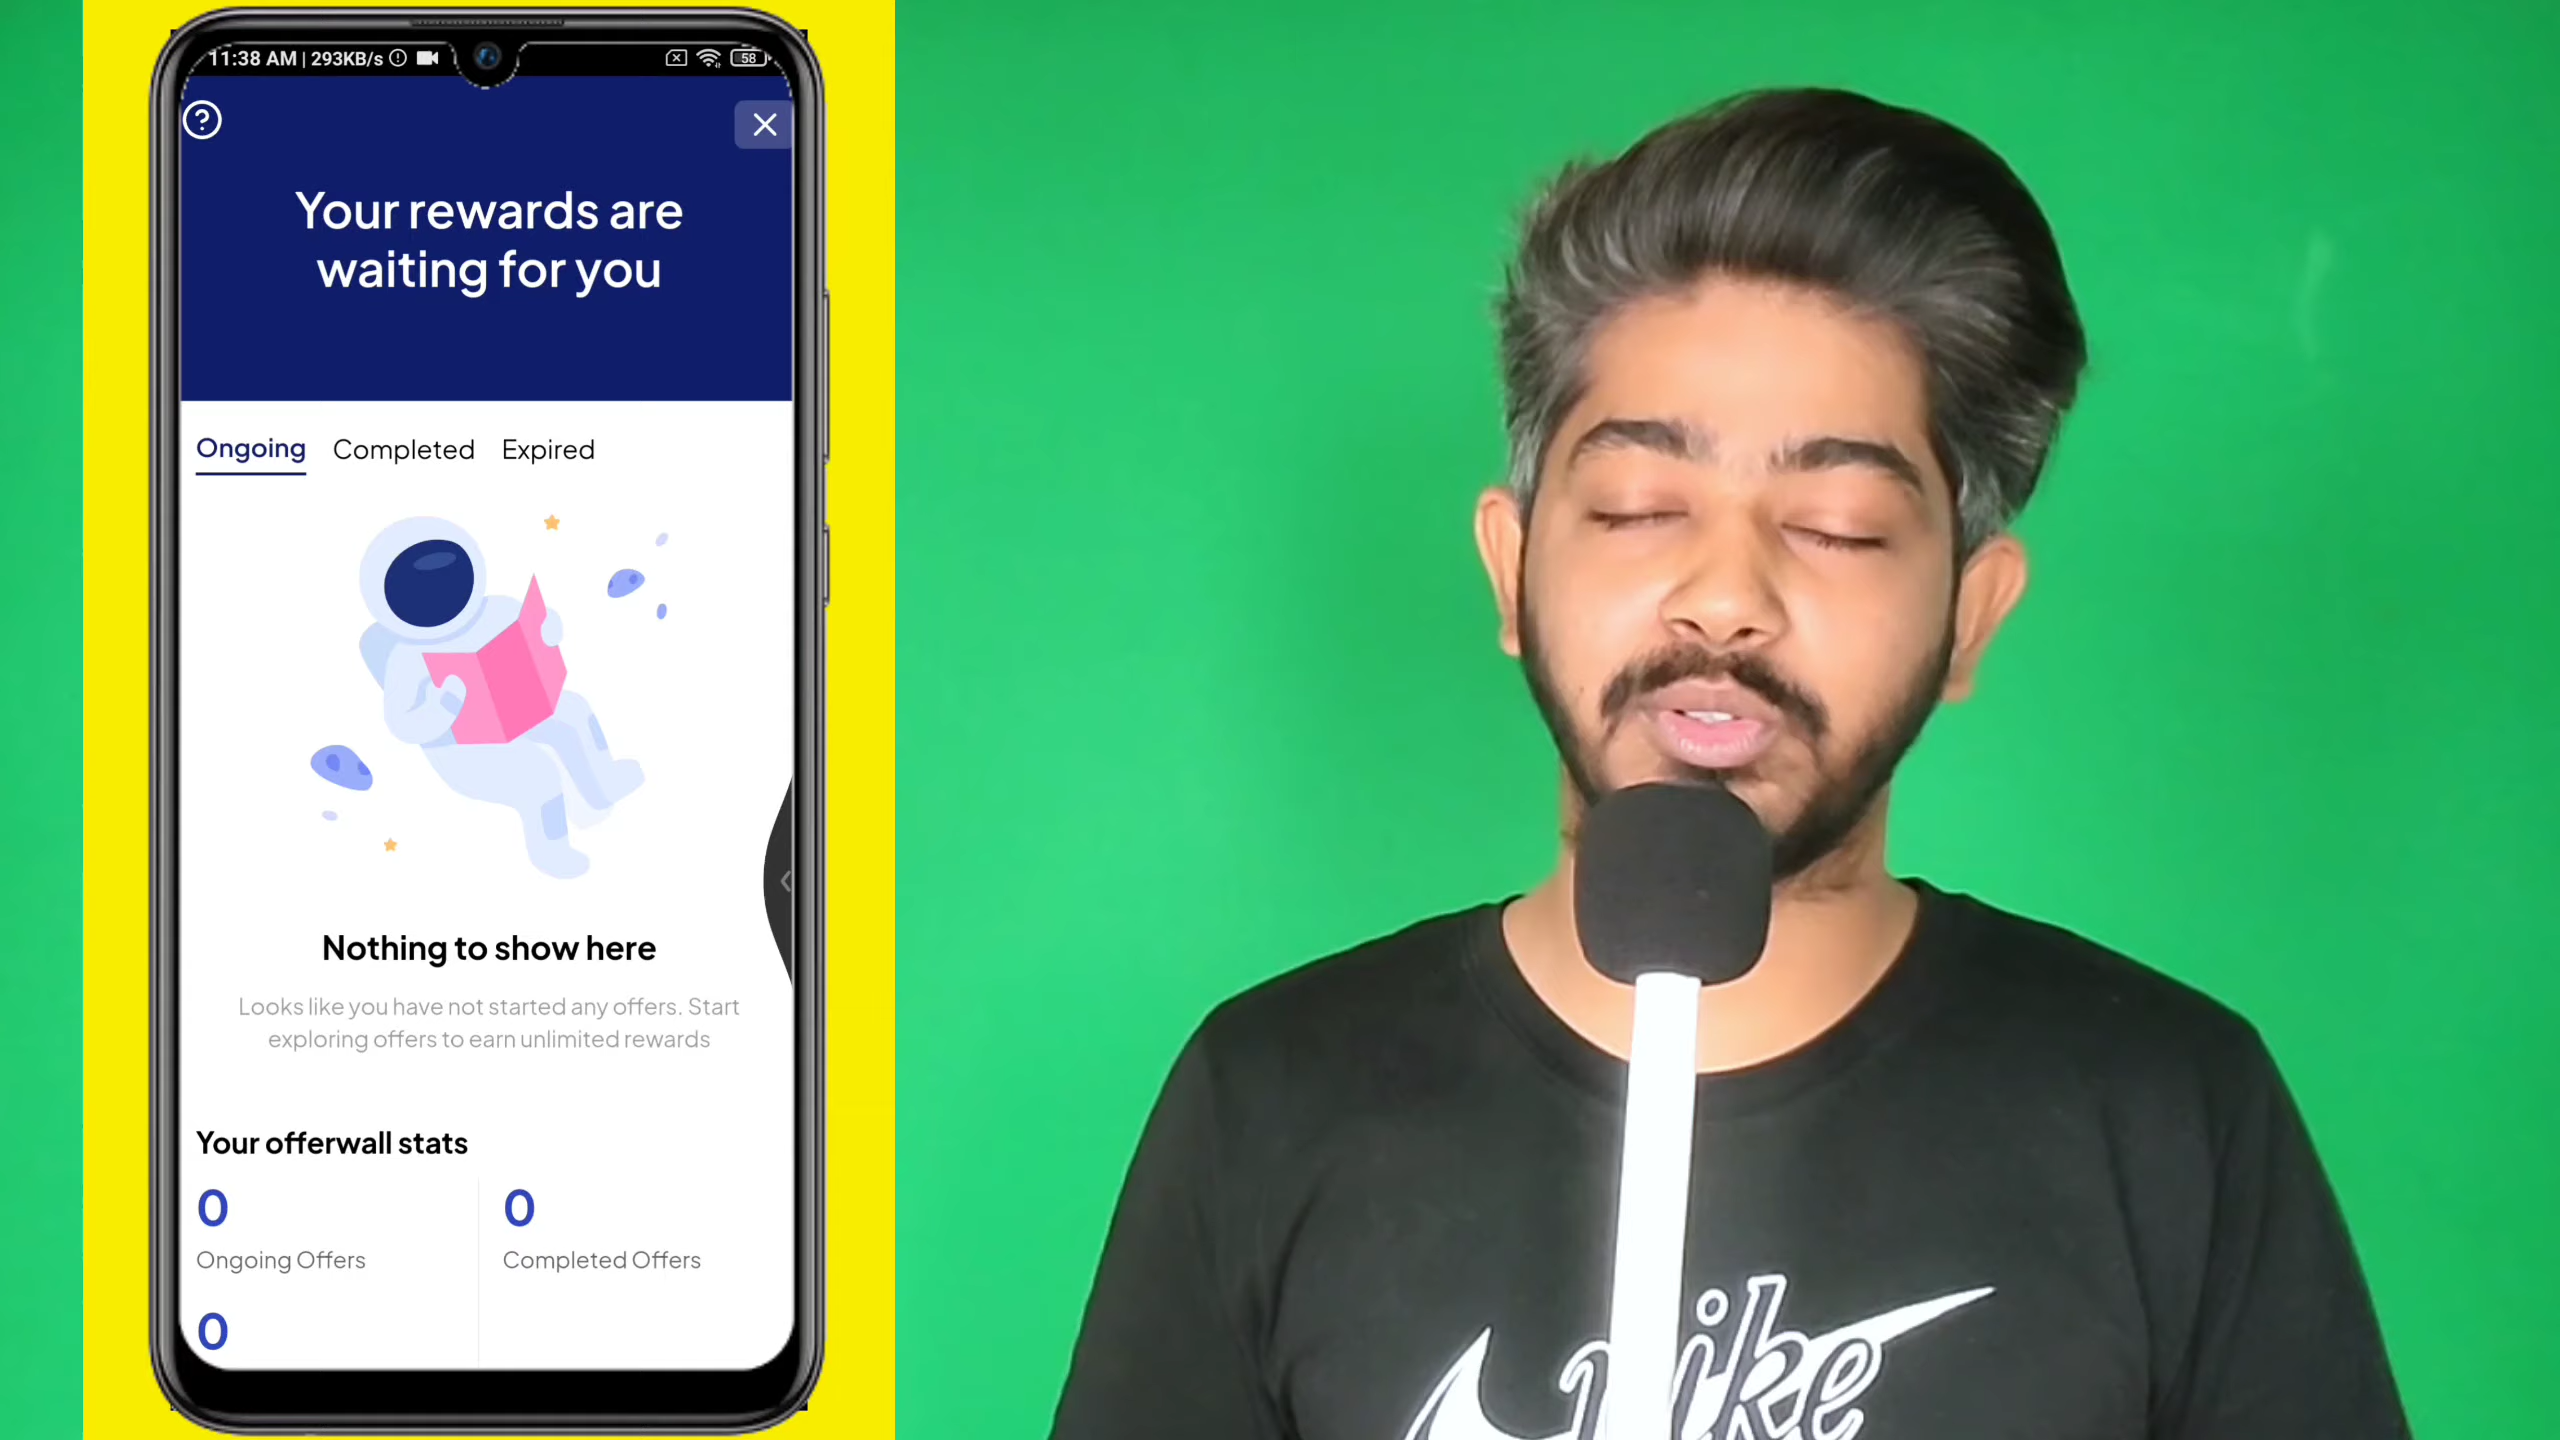 11:38 AM | 293KB/s
58
Your rewards are
waiting for you
Ongoing Completed Expired
Nothing to show here
Looks like you have not started any offers. Start
exploring offers to earn unlimited rewards
Your offerwall stats
0 0
Ongoing Offers Completed Offers
0
Nike